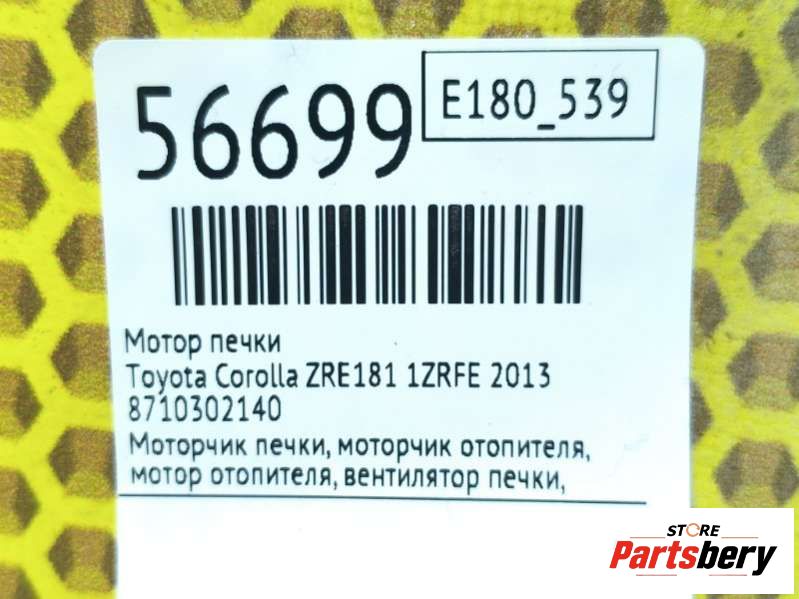 56699
E180_539
Мотор печки
Toyota Corolla ZRE181 1ZRFE 2013
8710302140
Моторчик печки, моторчик отопителя,
мотор отопителя, вентилятор печки,
STORE
Partsbery